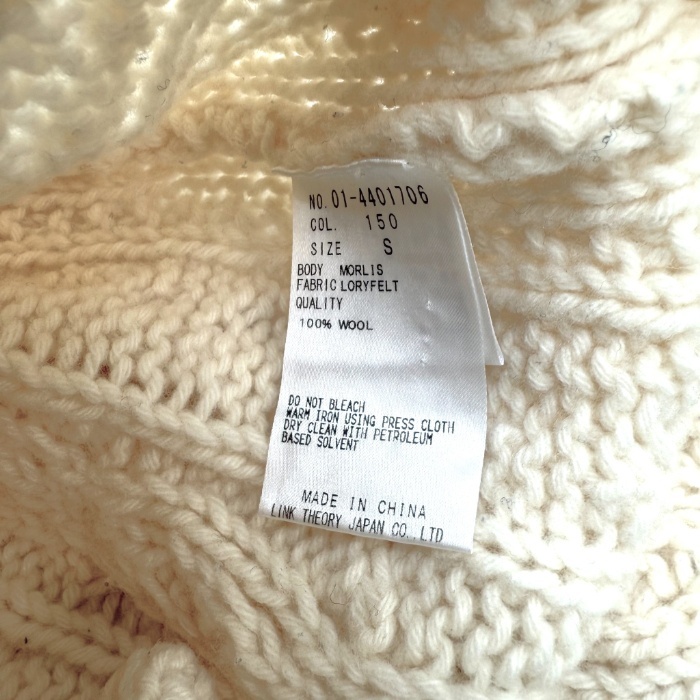 NO. 01-4401706
COL. 150
SIZE S
BODY MORLIS
FABRIC LORYFELT
QUALITY
100% WOOL
DO NOT BLEACH
WARM IRON USING PRESS CLOTH
DRY CLEAN WITH PETROLEUM
BASED SOLVENT
MADE IN CHINA
LINK THEORY JAPAN CO.,LTD